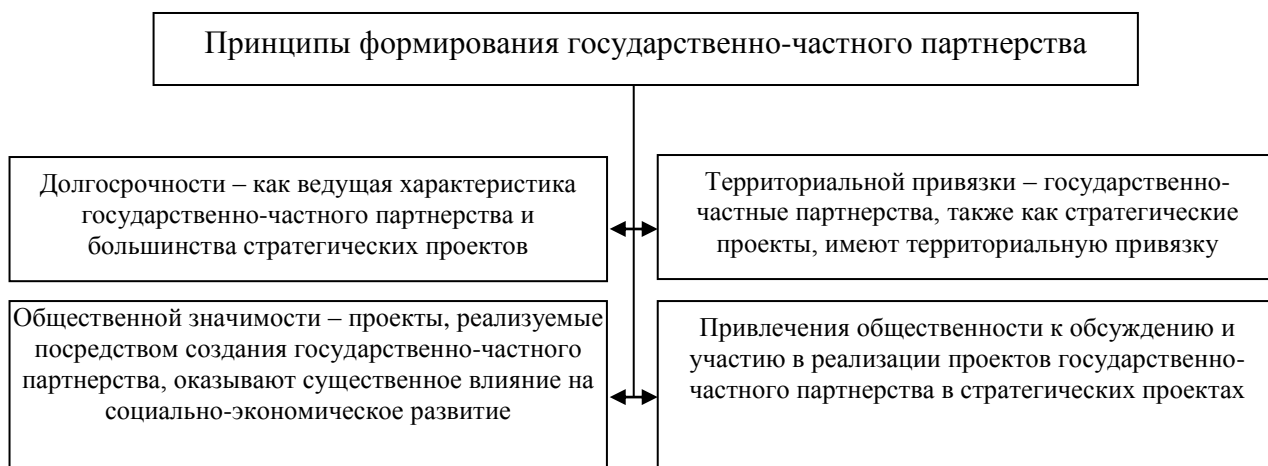 Принципы формирования государственно-частного партнерства
Долгосрочности – как ведущая характеристика
государственно-частного партнерства и
большинства стратегических проектов
Территориальной привязки – государственно-
частные партнерства, также как стратегические
проекты, имеют территориальную привязку
Общественной значимости – проекты, реализуемые
посредством создания государственно-частного
партнерства, оказывают существенное влияние на
социально-экономическое развитие
Привлечения общественности к обсуждению и
участию в реализации проектов государственно-
частного партнерства в стратегических проектах